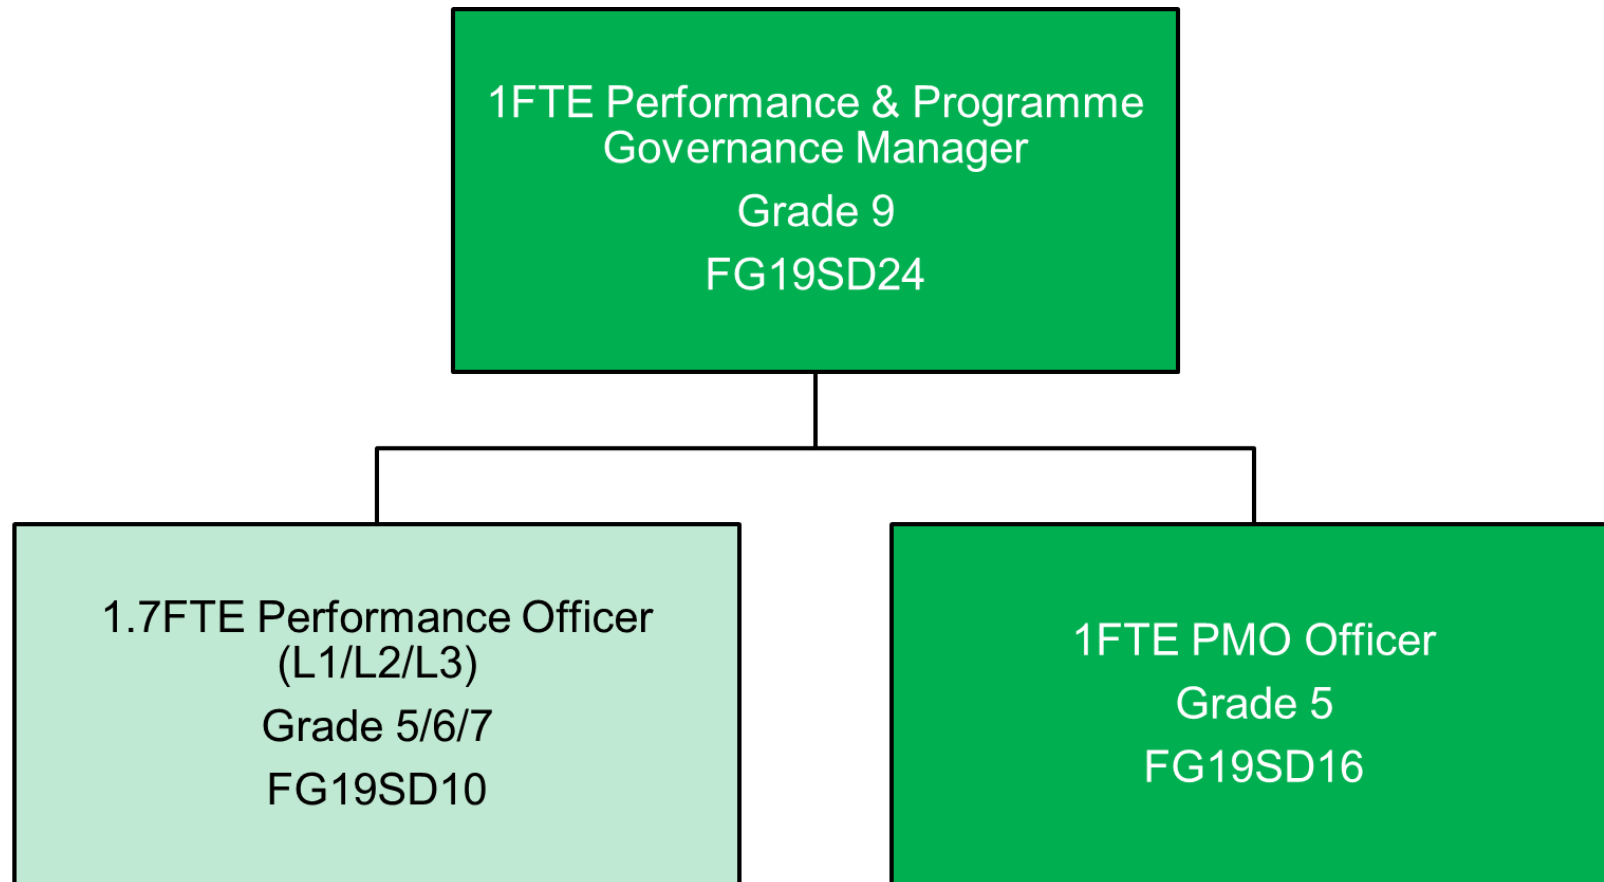 1FTE Performance & Programme
Governance Manager
Grade 9
FG19SD24
1.7FTE Performance Officer
(L1/L2/L3)
Grade 5/6/7
FG19SD10
1FTE PMO Officer
Grade 5
FG19SD16